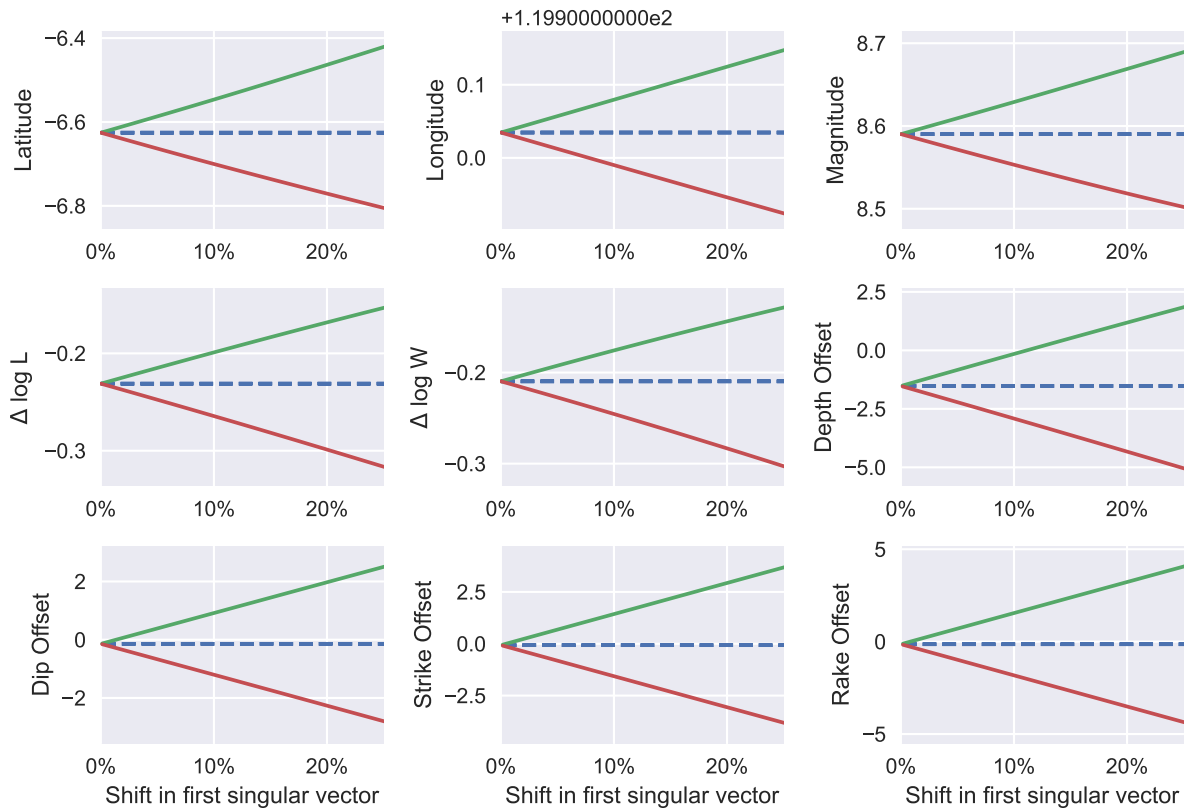 +1.1990000000e2
−6.4
−6.6
−6.8
Latitude
0% 10% 20%
0.1
0.0
Longitude
0% 10% 20%
8.7
8.6
8.5
Magnitude
0% 10% 20%
−0.2
−0.3
Δ log L
0% 10% 20%
−0.2
−0.3
Δ log W
0% 10% 20%
2.5
0.0
−2.5
−5.0
Depth Offset
0% 10% 20%
2
0
−2
Dip Offset
0% 10% 20%
Shift in first singular vector
2.5
0.0
−2.5
Strike Offset
0% 10% 20%
Shift in first singular vector
5
0
−5
Rake Offset
0% 10% 20%
Shift in first singular vector